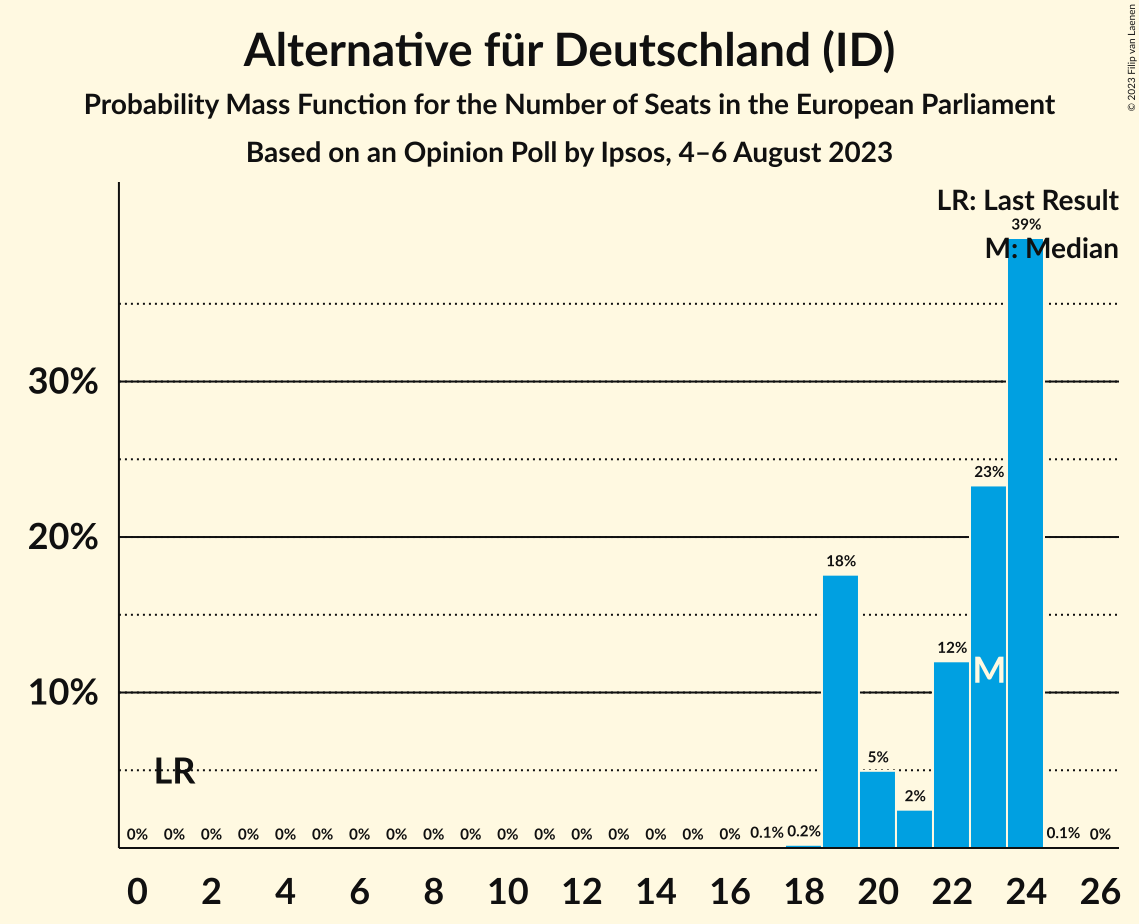 Alternative für Deutschland (ID)
Probability Mass Function for the Number of Seats in the European Parliament
Based on an Opinion Poll by Ipsos, 4–6 August 2023
© 2023 Filip van Laenen
LR: Last Result
39%
M: Median
30%
23%
20%
18%
12%
M
10%
LR
5%
2%
0% 0% 0% 0% 0% 0% 0% 0% 0% 0% 0% 0% 0% 0% 0% 0% 0% 0.1% 0.2% 0.1% 0%
0 2 4 6 8 10 12 14 16 18 20 22 24 26